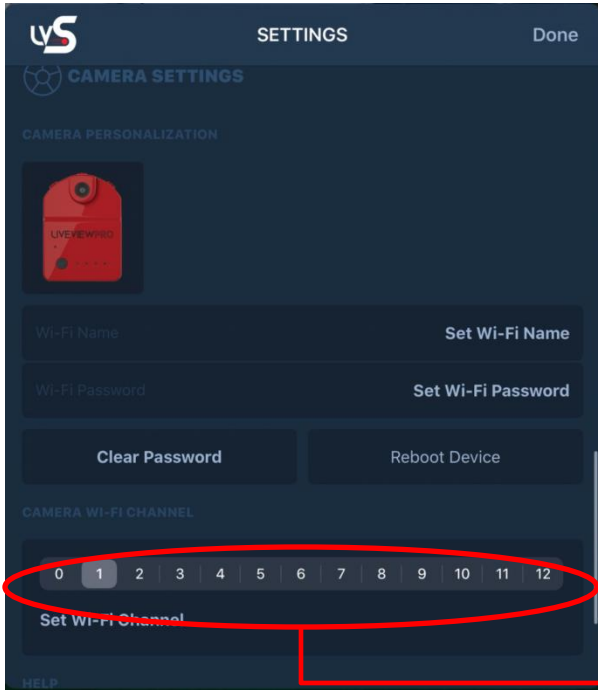 LVS
SETTINGS
Done
CAMERA SETTINGS
CAMERA PERSONALIZATION
LIVEVIEWPRO
Wi-Fi Name
Set Wi-Fi Name
Wi-Fi Password
Set Wi-Fi Password
Clear Password
Reboot Device
CAMERA WI-FI CHANNEL
0 1 2 3 4 5 6 7 8 9 10 11 12
Set Wi-Fi Channel
HELP